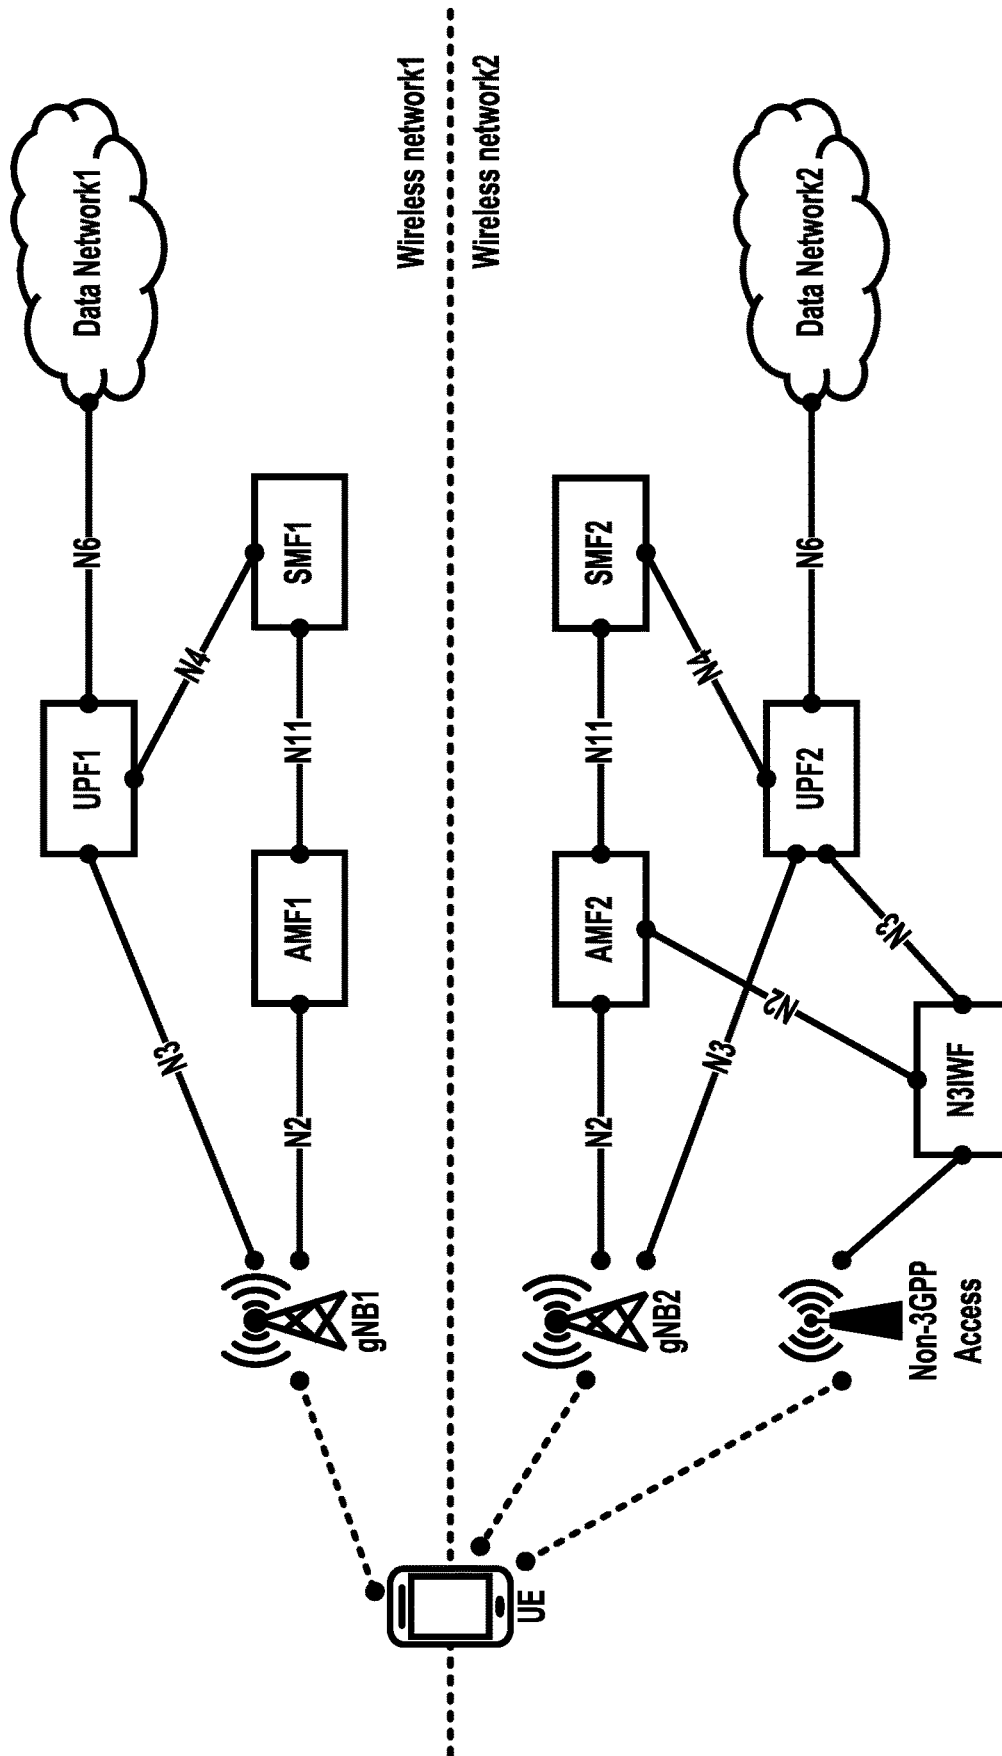 Data Network1
N6
UPF1
N4
SMF1
N3
N11
AMF1
N2
gNB1
Wireless network1
Wireless network2
UE
gNB2
N2
AMF2
N11
SMF2
N4
N3
N2
UPF2
N6
Data Network2
N3
N3IWF
Non-3GPP
Access